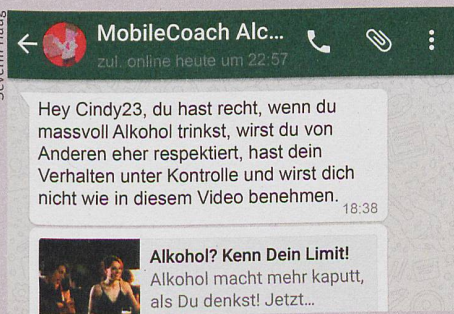 MobileCoach Alc...
zul. online heute um 22:57
Hey Cindy23, du hast recht, wenn du
massvoll Alkohol trinkst, wirst du von
Anderen eher respektiert, hast dein
Verhalten unter Kontrolle und wirst dich
nicht wie in diesem Video benehmen.
18:38
Alkohol? Kenn Dein Limit!
Alkohol macht mehr kaputt,
als Du denkst! Jetzt...